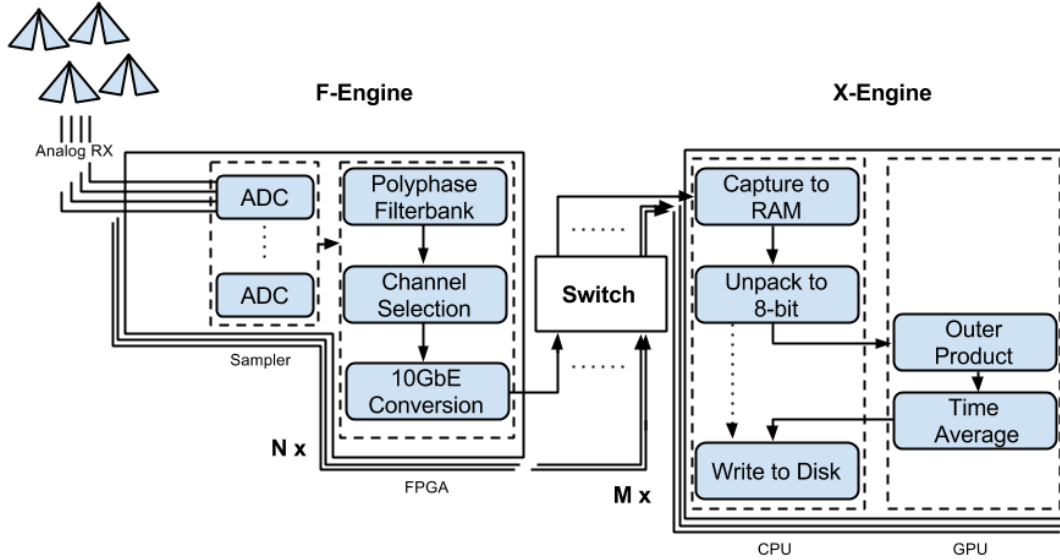 F-Engine
X-Engine
Analog RX
ADC
Polyphase
Filterbank
Capture to
RAM
ADC
Channel
Selection
Switch
Unpack to
8-bit
Outer
Product
Sampler
10GbE
Conversion
Time
Average
N x
Write to Disk
FPGA
M x
CPU
GPU